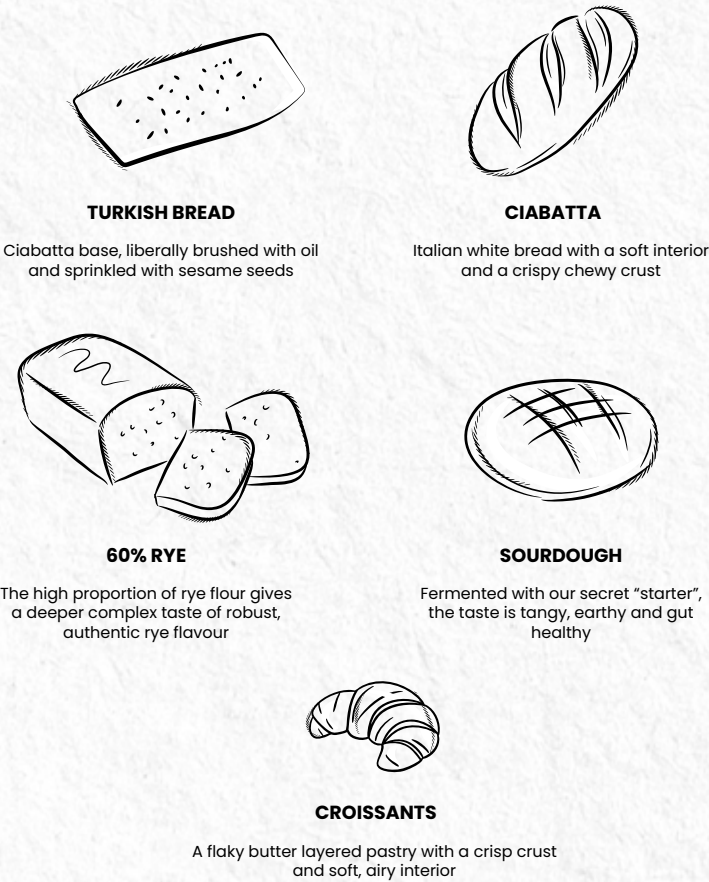 TURKISH BREAD
Ciabatta base, liberally brushed with oil
and sprinkled with sesame seeds
CIABATTA
Italian white bread with a soft interior
and a crispy chewy crust
60% RYE
The high proportion of rye flour gives
a deeper complex taste of robust,
authentic rye flavour
SOURDOUGH
Fermented with our secret “starter”,
the taste is tangy, earthy and gut
healthy
CROISSANTS
A flaky butter layered pastry with a crisp crust
and soft, airy interior